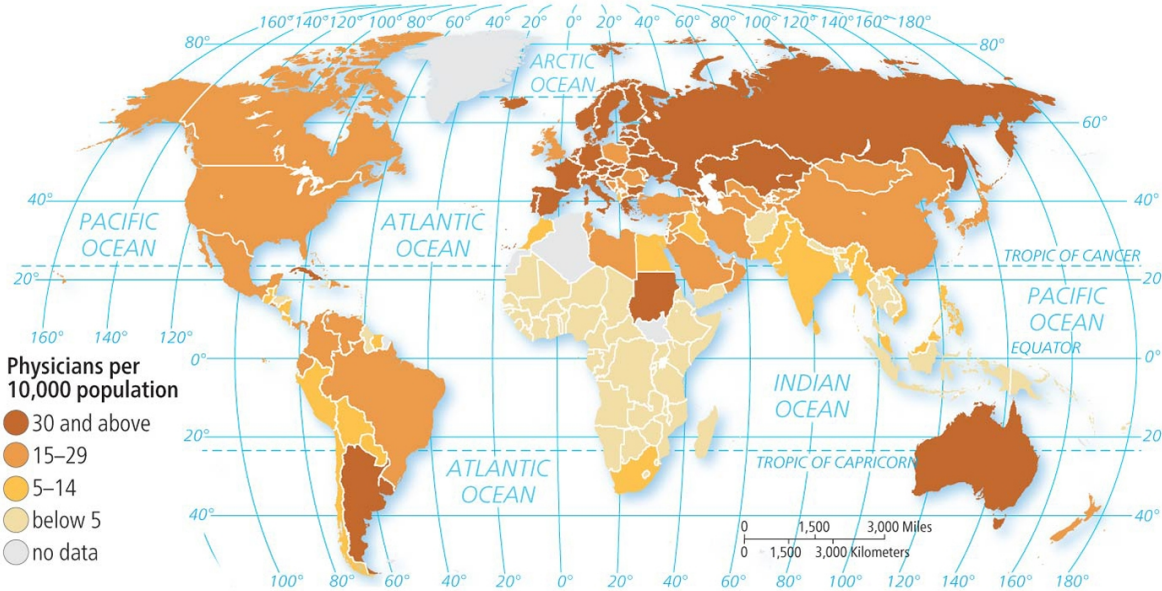 160° 140° 120° 100° 80° 60° 40° 20° 0° 20° 40° 60° 80° 100° 120° 140° 160° 180°
80° 80°
ARCTIC
OCEAN
60°
40° 40°
PACIFIC
OCEAN
ATLANTIC
OCEAN
TROPIC OF CANCER
20° 20°
PACIFIC
OCEAN
160° 140° 120°
EQUATOR
0° 0°
Physicians per
10,000 population
30 and above
15–29
5–14
below 5
no data
INDIAN
OCEAN
20° 20
TROPIC OF CAPRICORN
ATLANTIC
OCEAN
40° 40°
0 1,500 3,000 Miles
0 1,500 3,000 Kilometers
100° 80° 60° 40° 20° 0° 20° 40° 60° 80° 100° 120° 140° 160° 180°